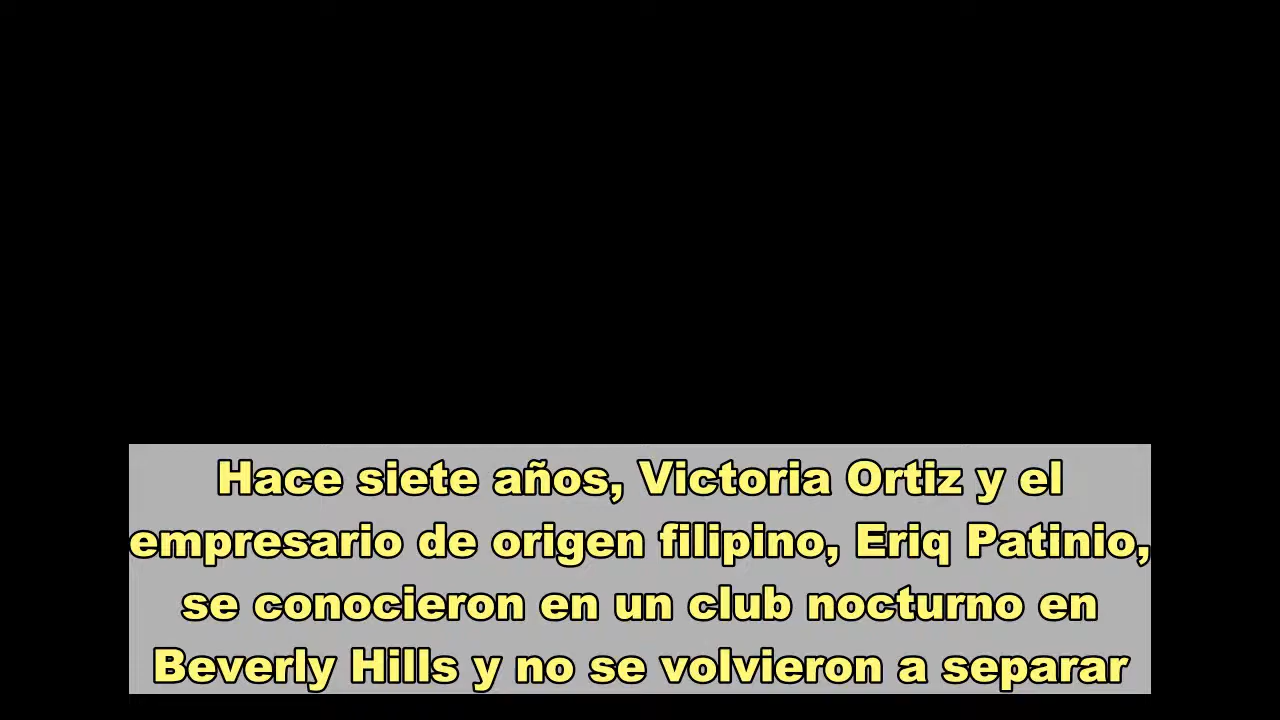 Hace siete años, Victoria Ortiz y el
empresario de origen filipino, Eriq Patinio,
se conocieron en un club nocturno en
Beverly Hills y no se volvieron a separar